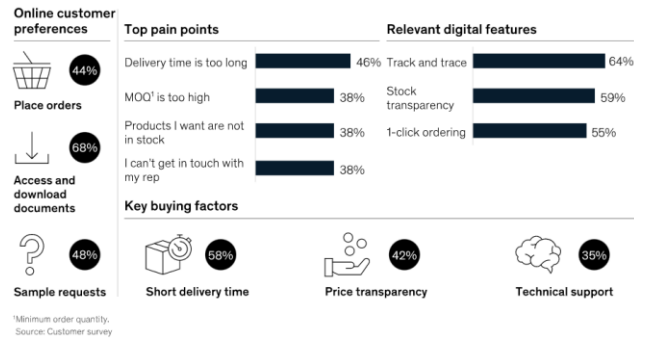 Online customer
preferences
44%
Place orders
68%
Access and
download
documents
48%
Sample requests
Top pain points
Delivery time is too long 46%
MOQ¹ is too high 38%
Products I want are not
in stock 38%
I can't get in touch with
my rep 38%
Relevant digital features
Track and trace 64%
Stock
transparency 59%
1-click ordering 55%
Key buying factors
58%
Short delivery time
42%
Price transparency
35%
Technical support
¹Minimum order quantity.
Source: Customer survey